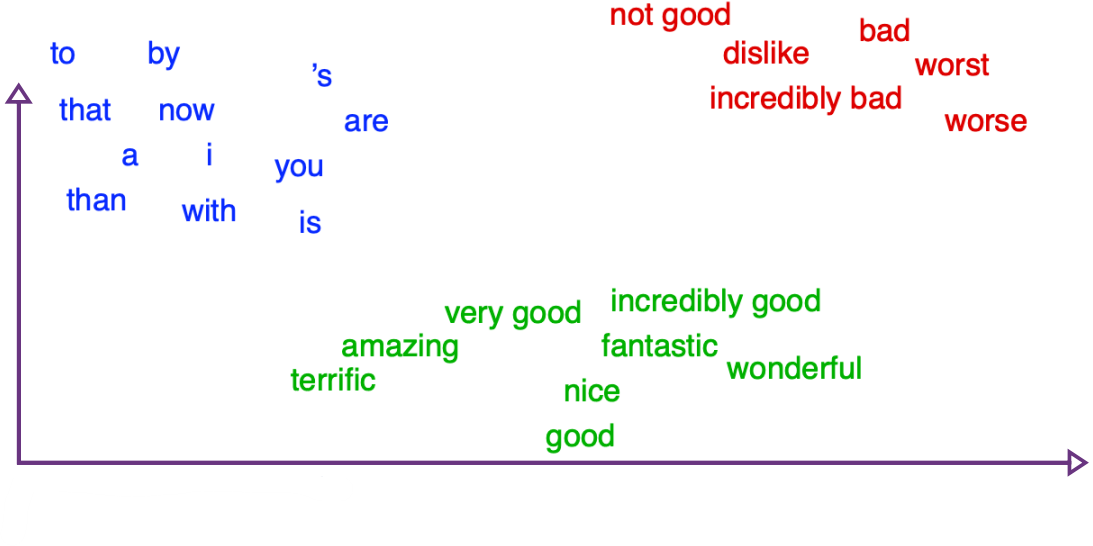 not good
bad
to by
dislike
’s
worst
that now
incredibly bad
are
worse
a i
you
than
with
is
very good
incredibly good
amazing
fantastic
terrific
wonderful
nice
good